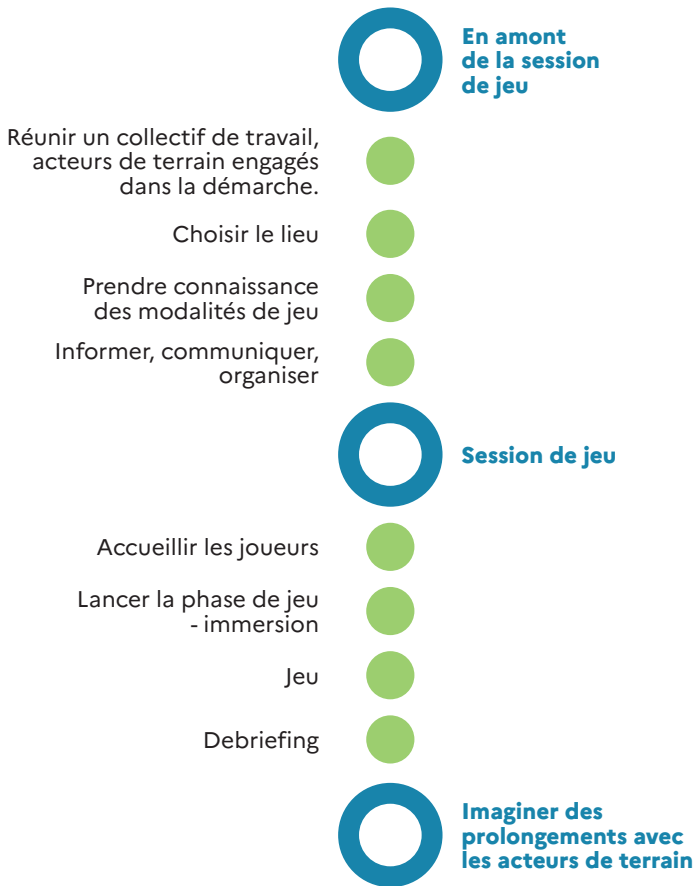 En amont
de la session
de jeu
Réunir un collectif de travail,
acteurs de terrain engagés
dans la démarche.
Choisir le lieu
Prendre connaissance
des modalités de jeu
Informer, communiquer,
organiser
Session de jeu
Accueillir les joueurs
Lancer la phase de jeu
- immersion
Jeu
Debriefing
Imaginer des
prolongements avec
les acteurs de terrain